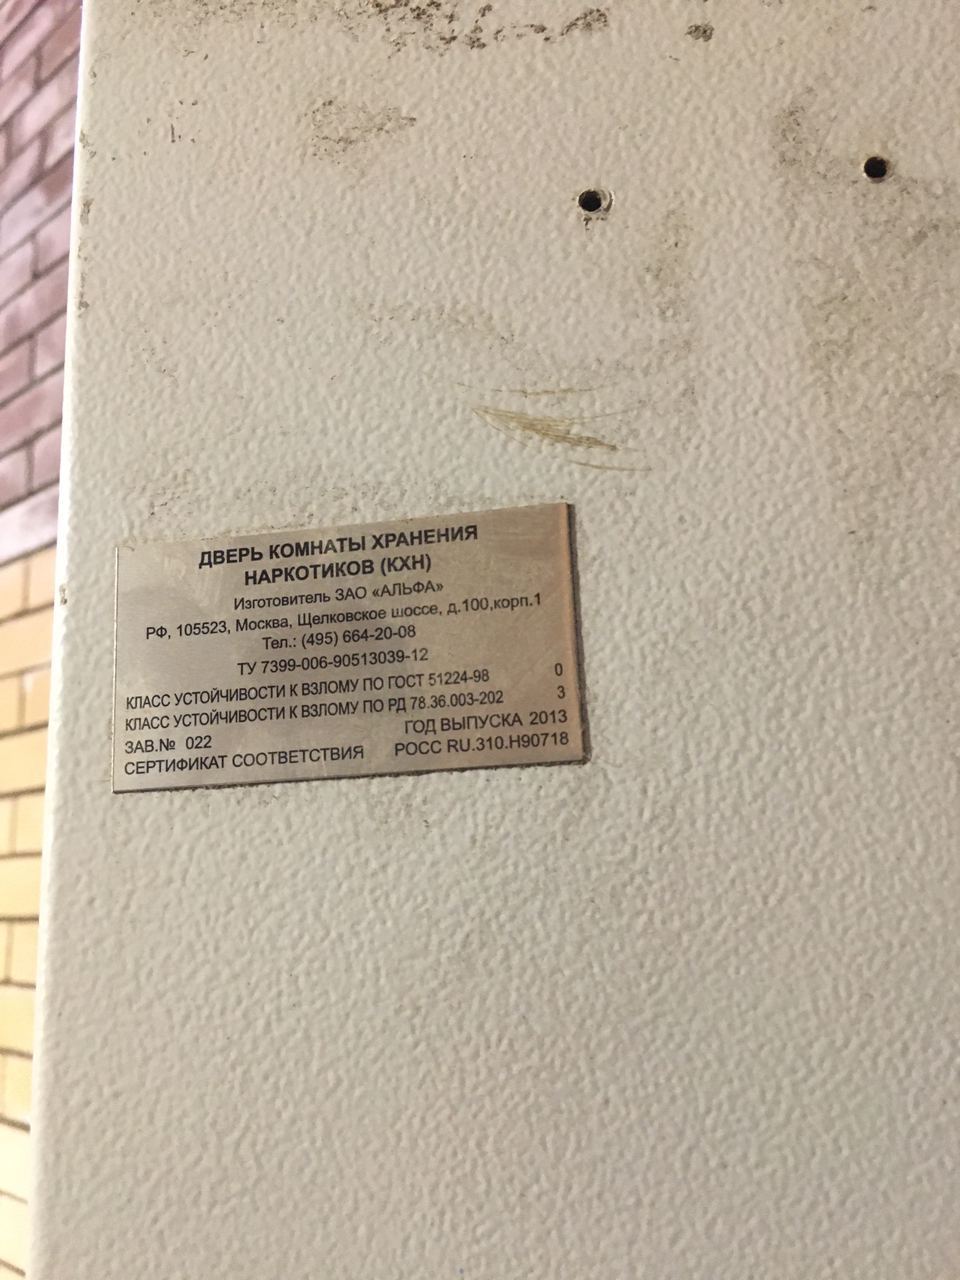 ДВЕРЬ КОМНАТЫ ХРАНЕНИЯ
НАРКОТИКОВ (КХН)
Изготовитель ЗАО «АЛЬФА»
РФ, 105523, Москва, Щелковское шоссе, д.100,корп.1
Тел.: (495) 664-20-08
ТУ 7399-006-90513039-12
КЛАСС УСТОЙЧИВОСТИ К ВЗЛОМУ ПО ГОСТ 51224-98 0
КЛАСС УСТОЙЧИВОСТИ К ВЗЛОМУ ПО РД 78.36.003-202 3
ЗАВ.№ 022 ГОД ВЫПУСКА 2013
СЕРТИФИКАТ СООТВЕТСТВИЯ РОСС RU.310.Н90718